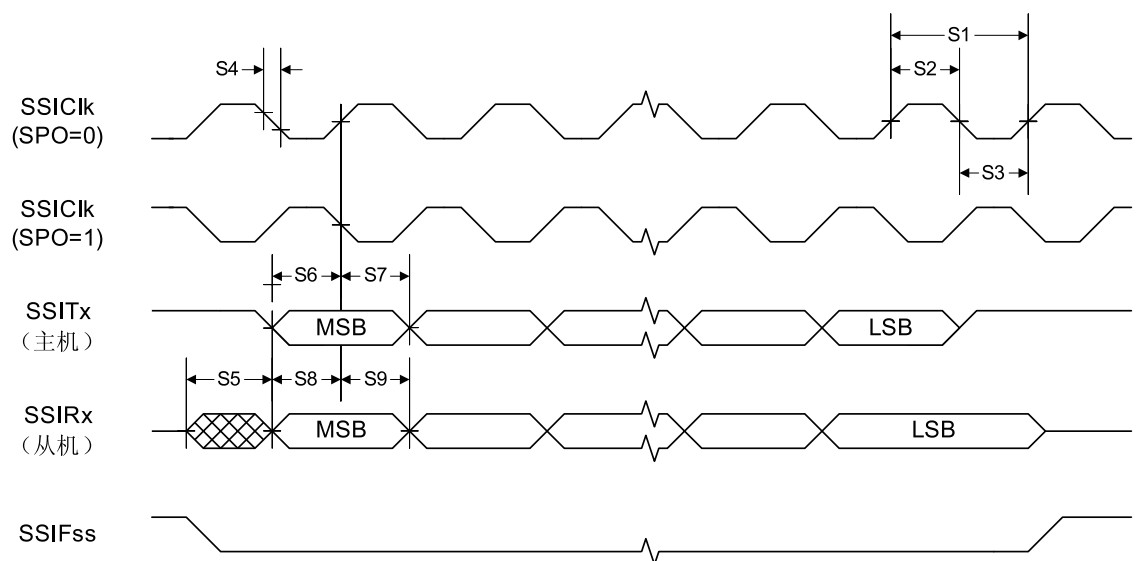 S1
S4
S2
SSIClk
(SPO=0)
S3
SSIClk
(SPO=1)
S6
S7
SSITx
（主机）
MSB
LSB
S5
S8
S9
SSIRx
（从机）
MSB
LSB
SSIFss